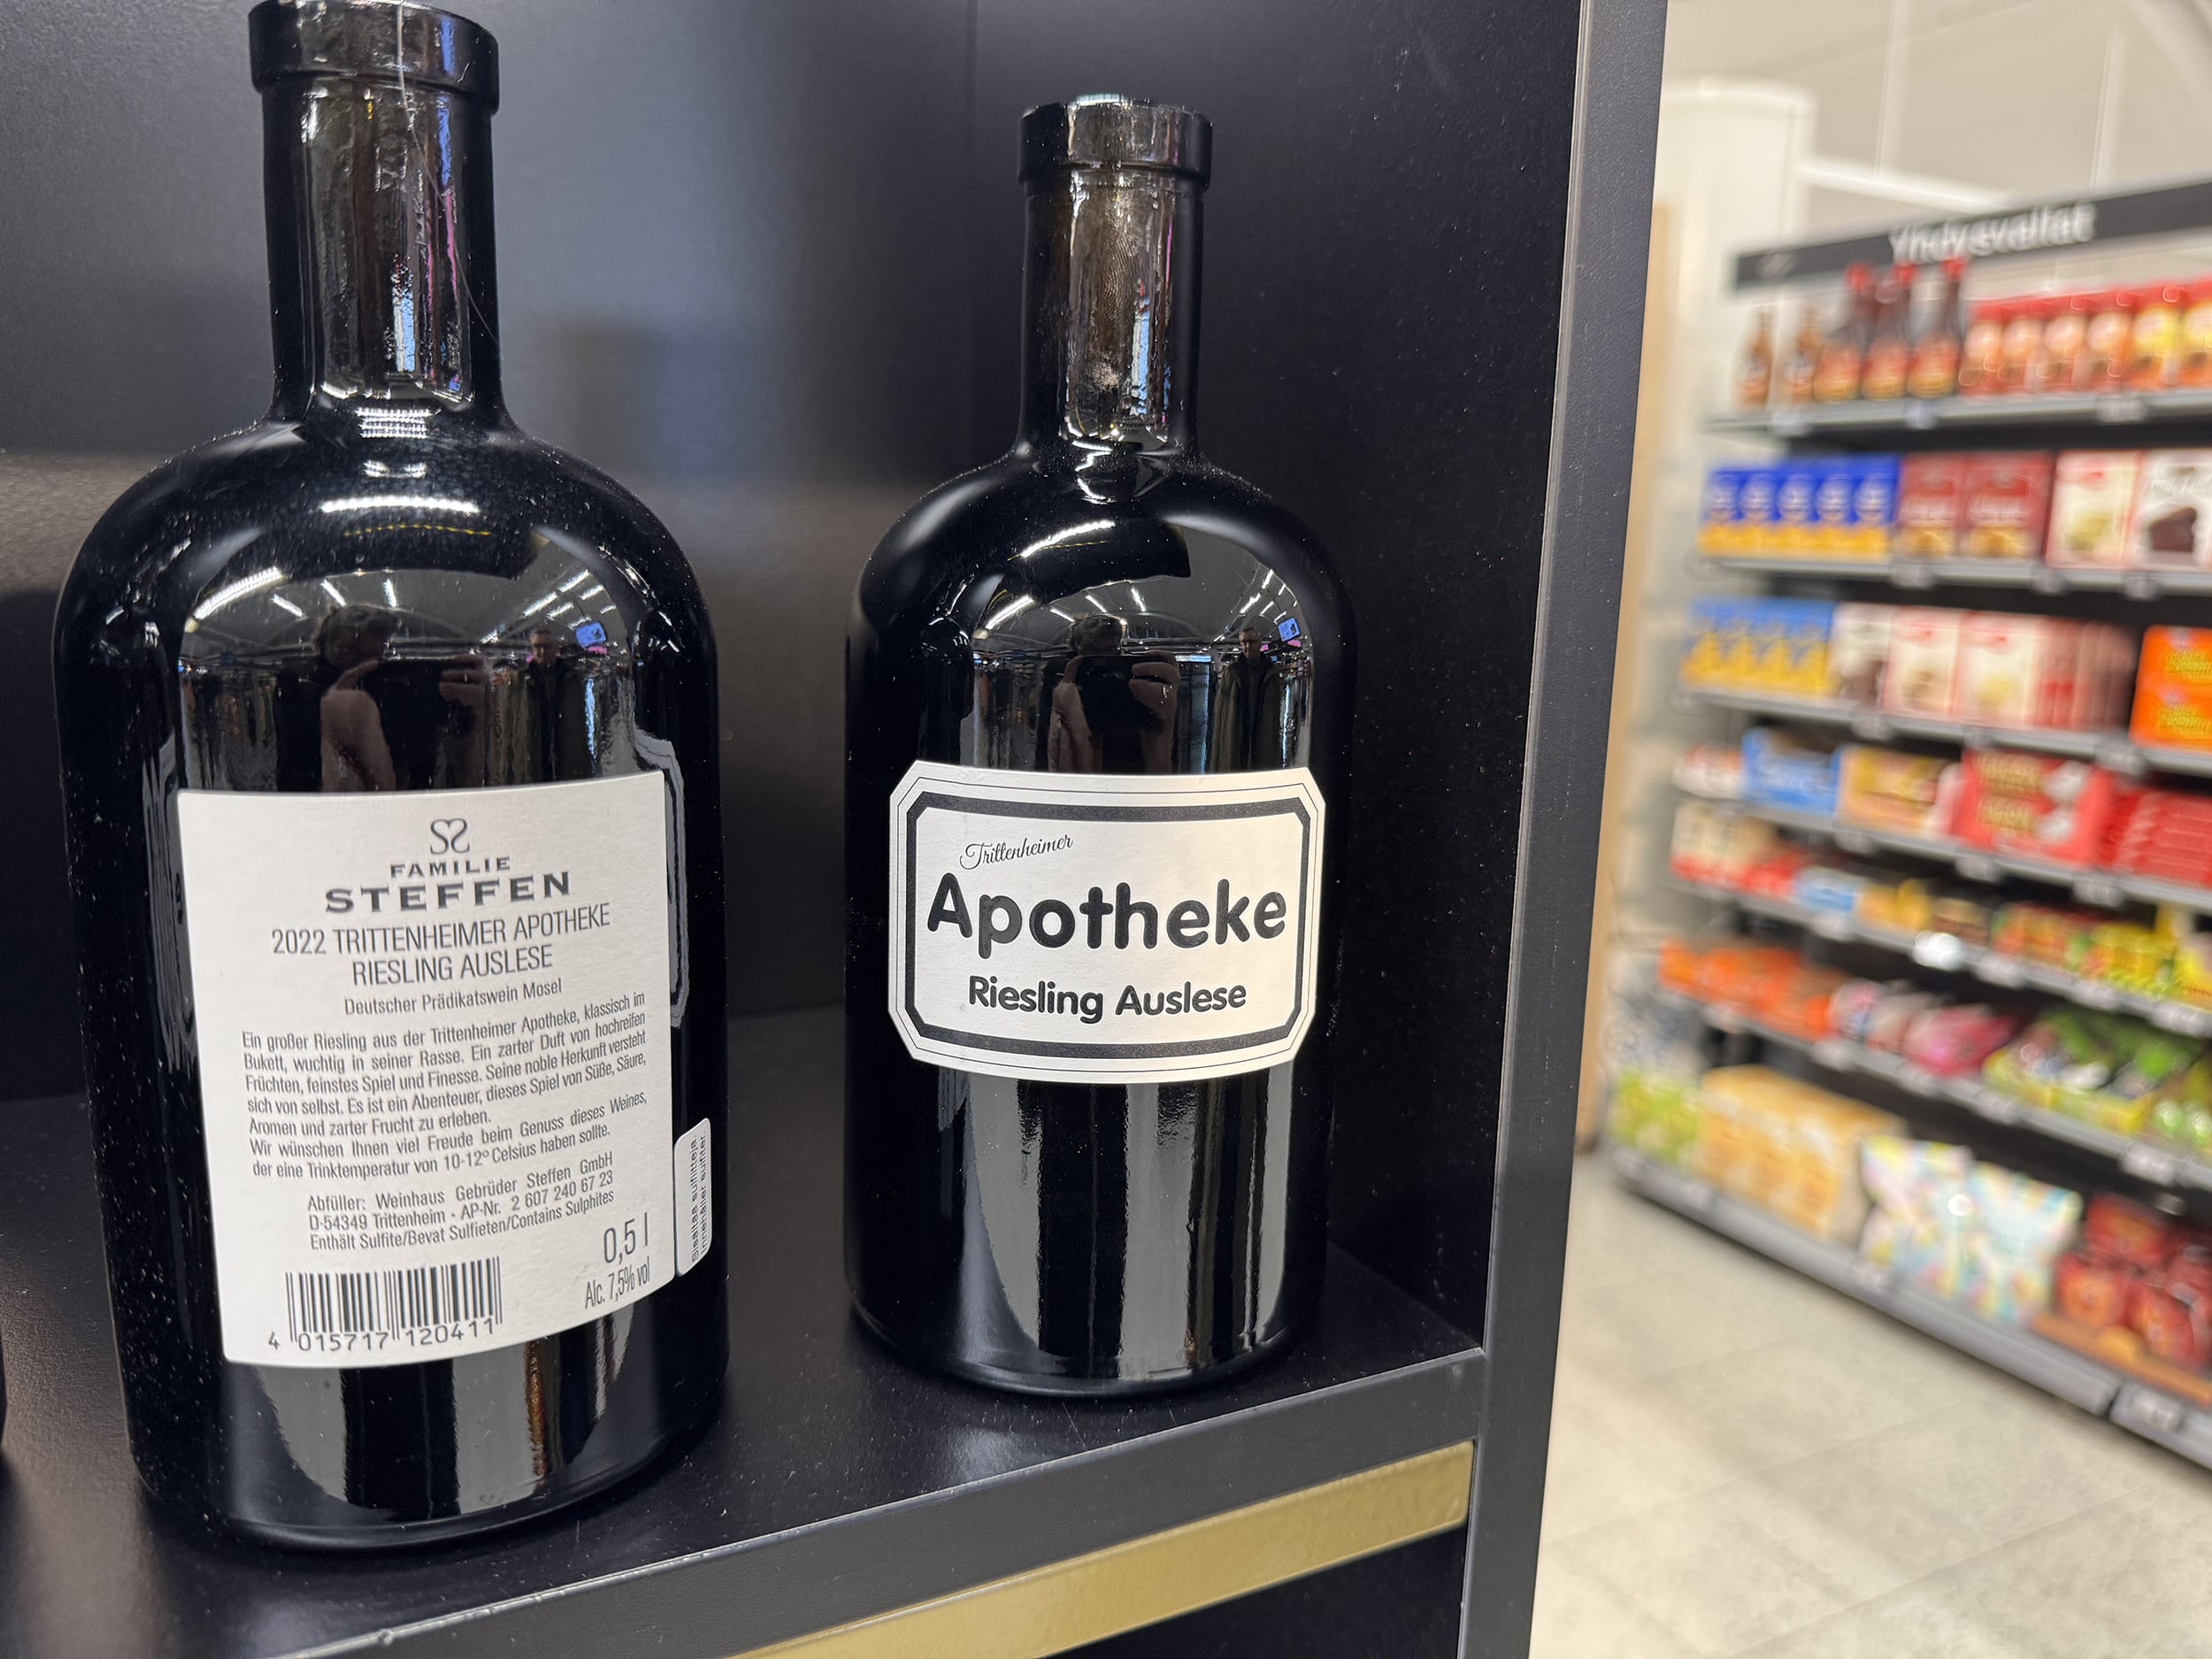 FAMILIE
STEFFEN
2022 TRITTENHEIMER APOTHEKE
RIESLING AUSLESE
Deutscher Prädikatswein Mosel
Ein großer Riesling aus der Trittenheimer Apotheke, klassisch im
Bukett, wuchtig in seiner Rasse. Ein zarter Duft von hochreifen
Früchten, feinstes Spiel und Finesse. Seine noble Herkunft versteht
sich von selbst. Es ist ein Abenteuer, dieses Spiel von Süße, Säure,
Aromen und zarter Frucht zu erleben.
Wir wünschen Ihnen viel Freude beim Genuss dieses Weines,
der eine Trinktemperatur von 10-12° Celsius haben sollte.
Abfüller: Weinhaus Gebrüder Steffen GmbH
D-54349 Trittenheim - AP-Nr. 2 607 240 67 23
Enthält Sulfite/Bevat Sulfieten/Contains Sulphites
0,5 l
Alc. 7,5% vol
4 015717 120411
Sisältää sulfiitteja.
Innehåller sulfiter
Trittenheimer
Apotheke
Riesling Auslese
Yhdysvallat